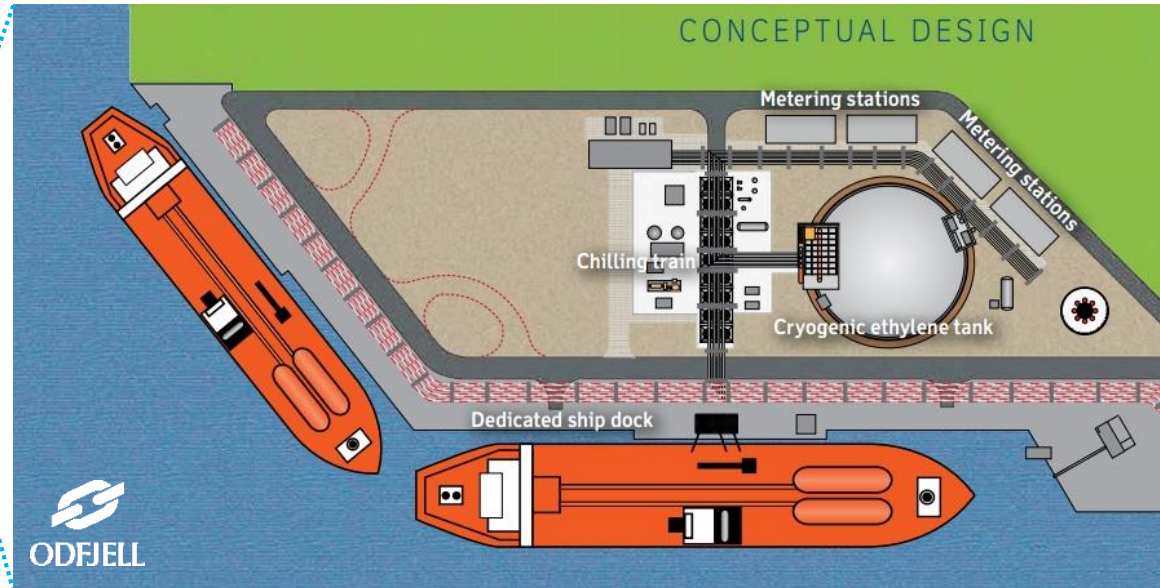 CONCEPTUAL DESIGN
Metering stations
Metering stations
Chilling train
Cryogenic ethylene tank
Dedicated ship dock
ODFJELL